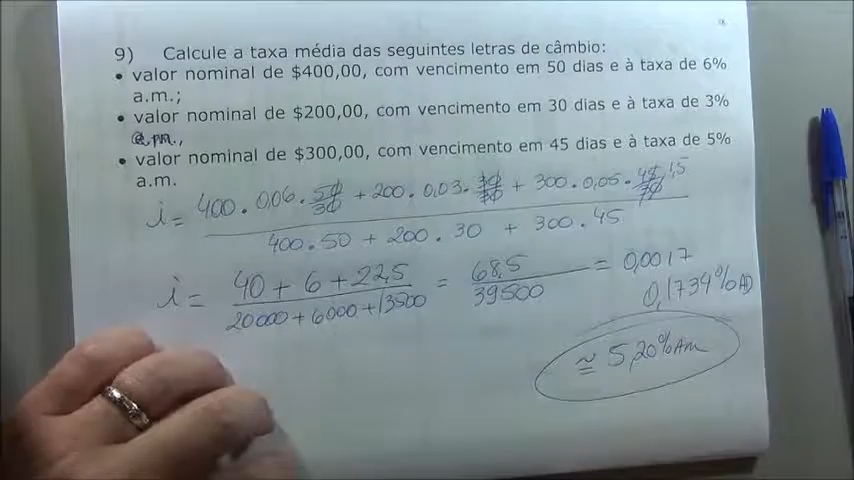 9) Calcule a taxa média das seguintes letras de câmbio:
• valor nominal de $400,00, com vencimento em 50 dias e à taxa de 6%
a.m.;
• valor nominal de $200,00, com vencimento em 30 dias e à taxa de 3%
a.m.,
• valor nominal de $300,00, com vencimento em 45 dias e à taxa de 5%
a.m.
i = 400 . 0,06 . 50/30 + 200 . 0,03 . 30/30 + 300 . 0,05 . 45/30 1,5
400 . 50 + 200 . 30 + 300 . 45
i = 40 + 6 + 22,5 = 68,5 = 0,0017
20000 + 6000 + 13500 39500 0,1734% AD
≅ 5,20% AM